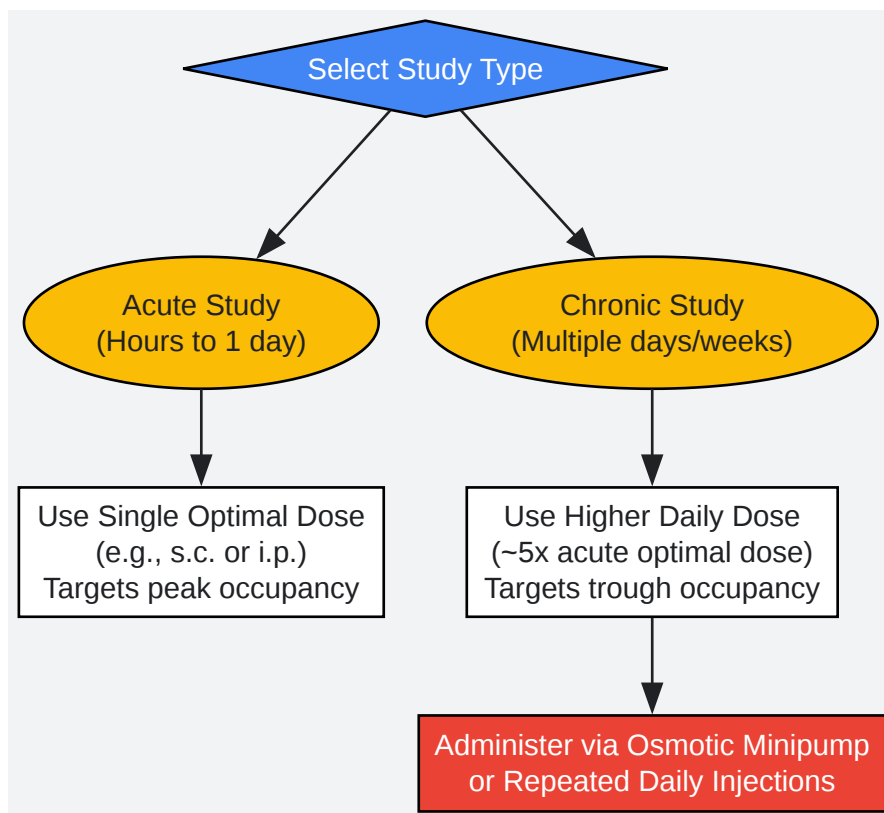 Select Study Type
Acute Study
(Hours to 1 day)
Chronic Study
(Multiple days/weeks)
Use Single Optimal Dose
(e.g., s.c. or i.p.)
Targets peak occupancy
Use Higher Daily Dose
(~5x acute optimal dose)
Targets trough occupancy
Administer via Osmotic Minipump
or Repeated Daily Injections